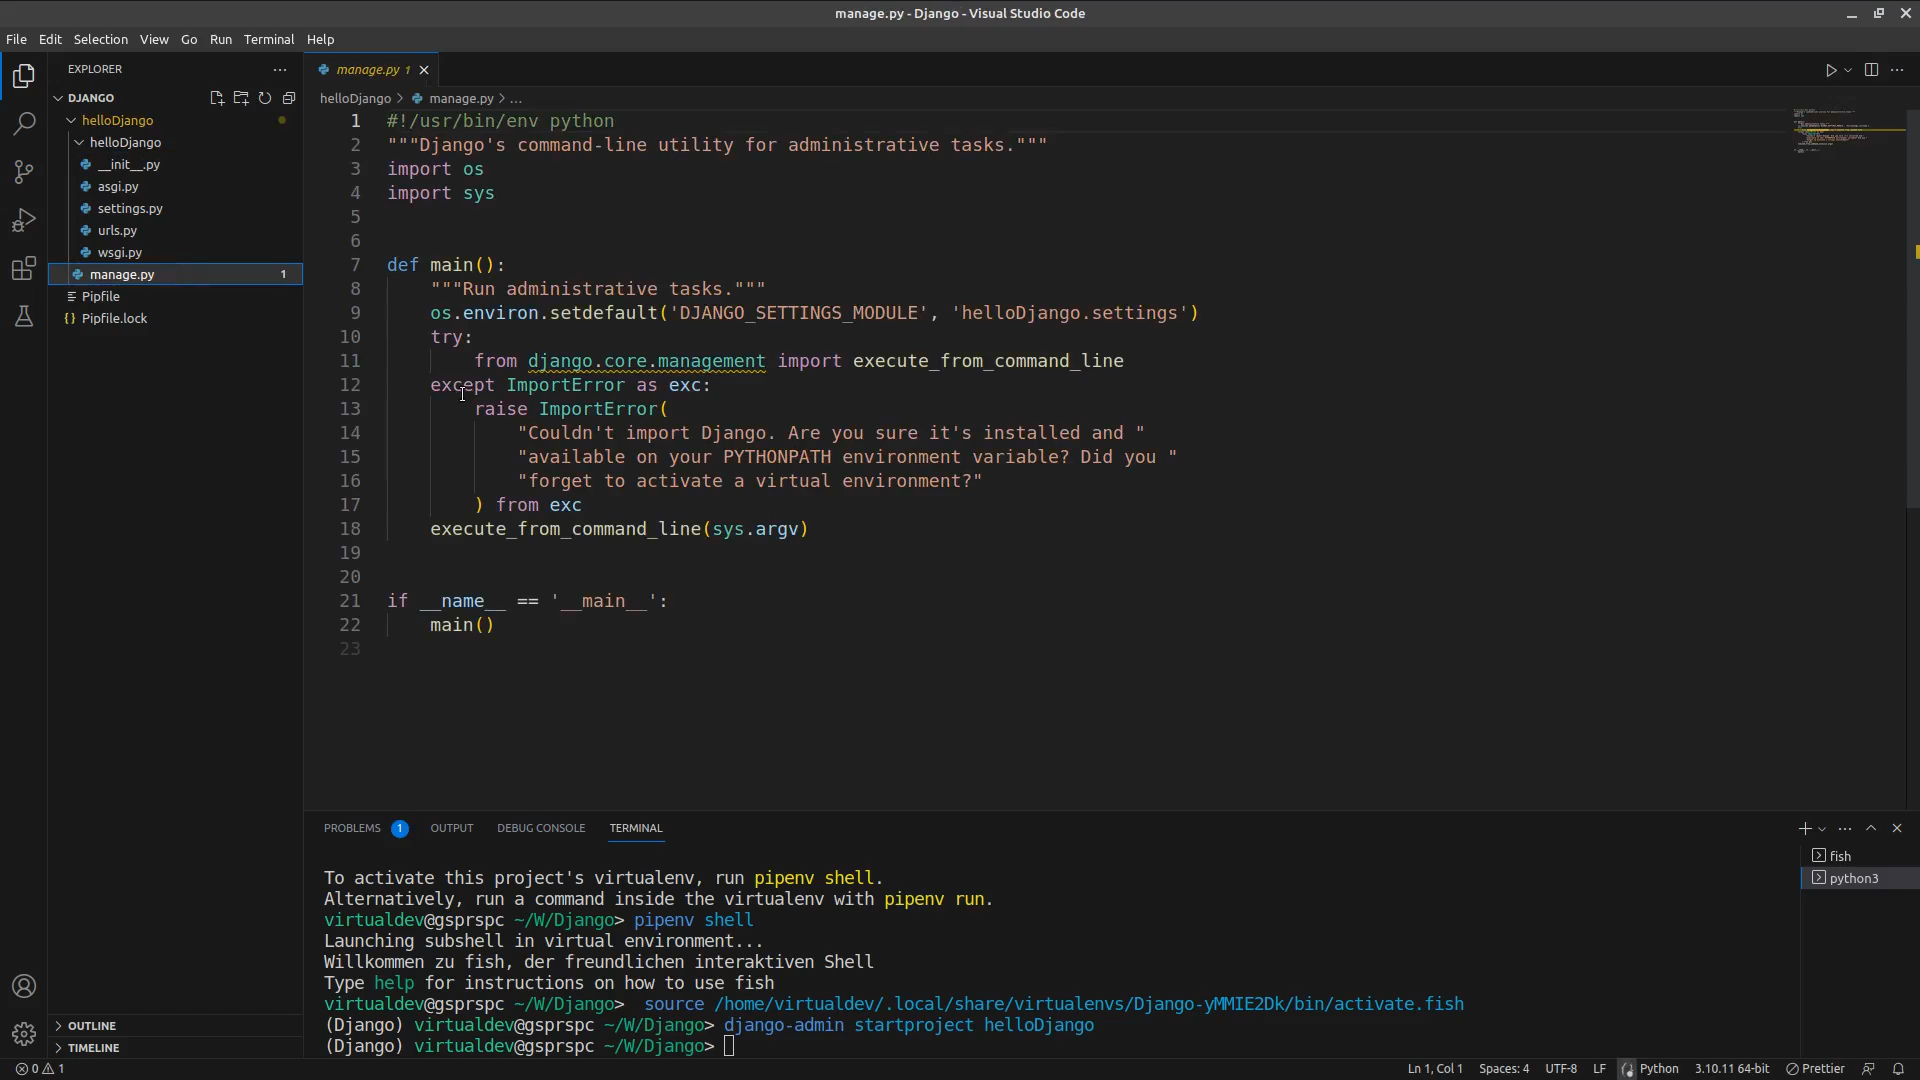 manage.py - Django - Visual Studio Code
File Edit Selection View Go Run Terminal Help
EXPLORER
DJANGO
helloDjango
helloDjango
__init__.py
asgi.py
settings.py
urls.py
wsgi.py
manage.py 1
Pipfile
Pipfile.lock
OUTLINE
TIMELINE
manage.py 1
helloDjango > manage.py > ...
1 #!/usr/bin/env python
2 """Django's command-line utility for administrative tasks."""
3 import os
4 import sys
5
6
7 def main():
8 """Run administrative tasks."""
9 os.environ.setdefault('DJANGO_SETTINGS_MODULE', 'helloDjango.settings')
10 try:
11 from django.core.management import execute_from_command_line
12 except ImportError as exc:
13 raise ImportError(
14 "Couldn't import Django. Are you sure it's installed and "
15 "available on your PYTHONPATH environment variable? Did you "
16 "forget to activate a virtual environment?"
17 ) from exc
18 execute_from_command_line(sys.argv)
19
20
21 if __name__ == '__main__':
22 main()
23
PROBLEMS 1 OUTPUT DEBUG CONSOLE TERMINAL
To activate this project's virtualenv, run pipenv shell.
Alternatively, run a command inside the virtualenv with pipenv run.
virtualdev@gsprspc ~/W/Django> pipenv shell
Launching subshell in virtual environment...
Willkommen zu fish, der freundlichen interaktiven Shell
Type help for instructions on how to use fish
virtualdev@gsprspc ~/W/Django>  source /home/virtualdev/.local/share/virtualenvs/Django-yMMIE2Dk/bin/activate.fish
(Django) virtualdev@gsprspc ~/W/Django> django-admin startproject helloDjango
(Django) virtualdev@gsprspc ~/W/Django>
fish
python3
0 1
Ln 1, Col 1 Spaces: 4 UTF-8 LF Python 3.10.11 64-bit Prettier